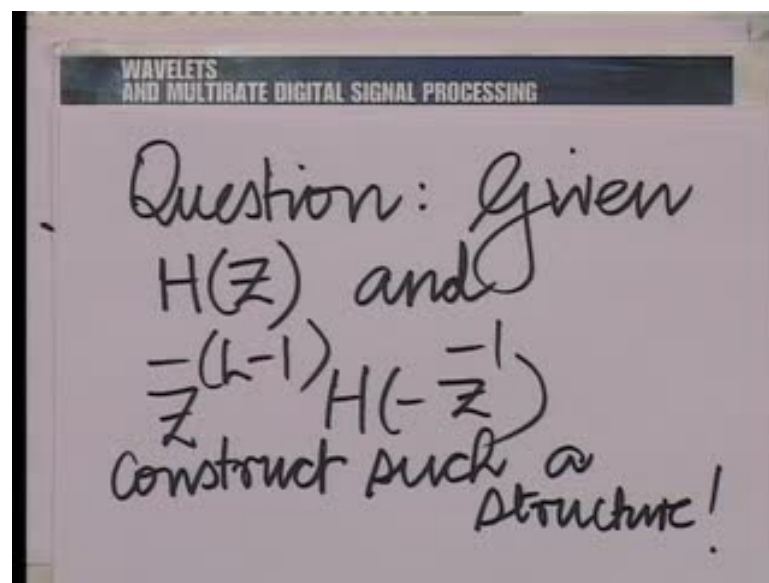 WAVELETS
AND MULTIRATE DIGITAL SIGNAL PROCESSING
Question: Given
H(Z) and
Z^-(L-1) H(-Z^-1)
construct such a
structure!